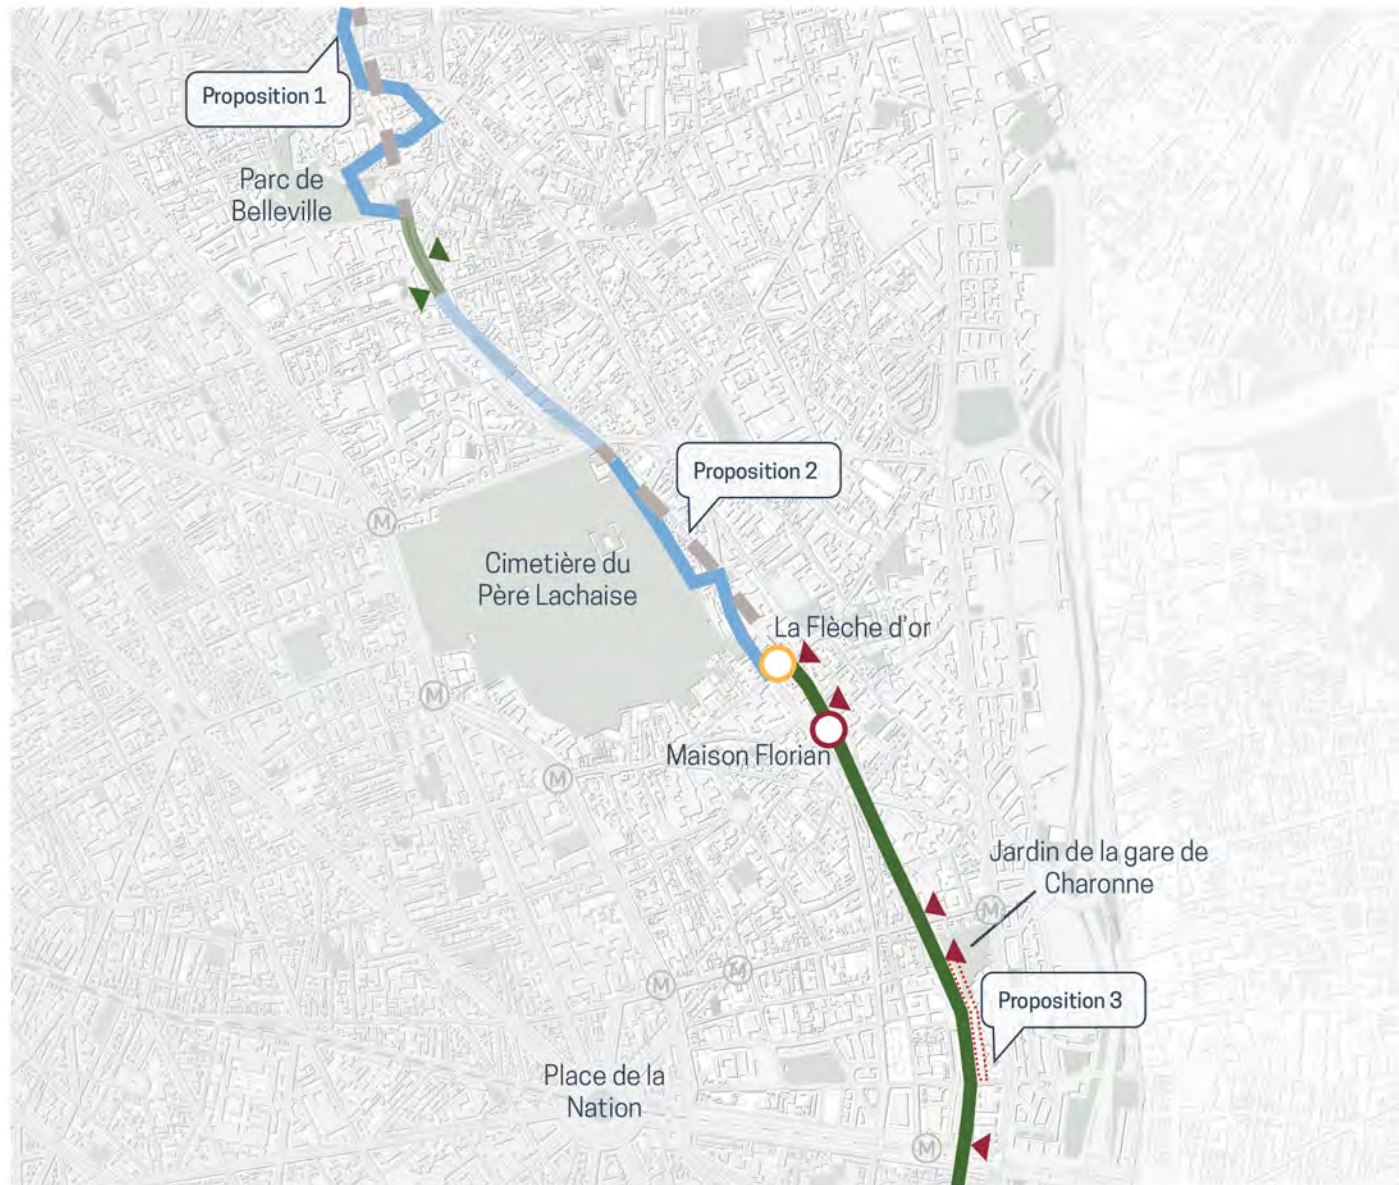 Proposition 1
Parc de
Belleville
Proposition 2
M
Cimetière du
Père Lachaise
La Flèche d'or
M
Maison Florian
M
Jardin de la gare de
Charonne
M
M
M
Proposition 3
Place de la
Nation
M